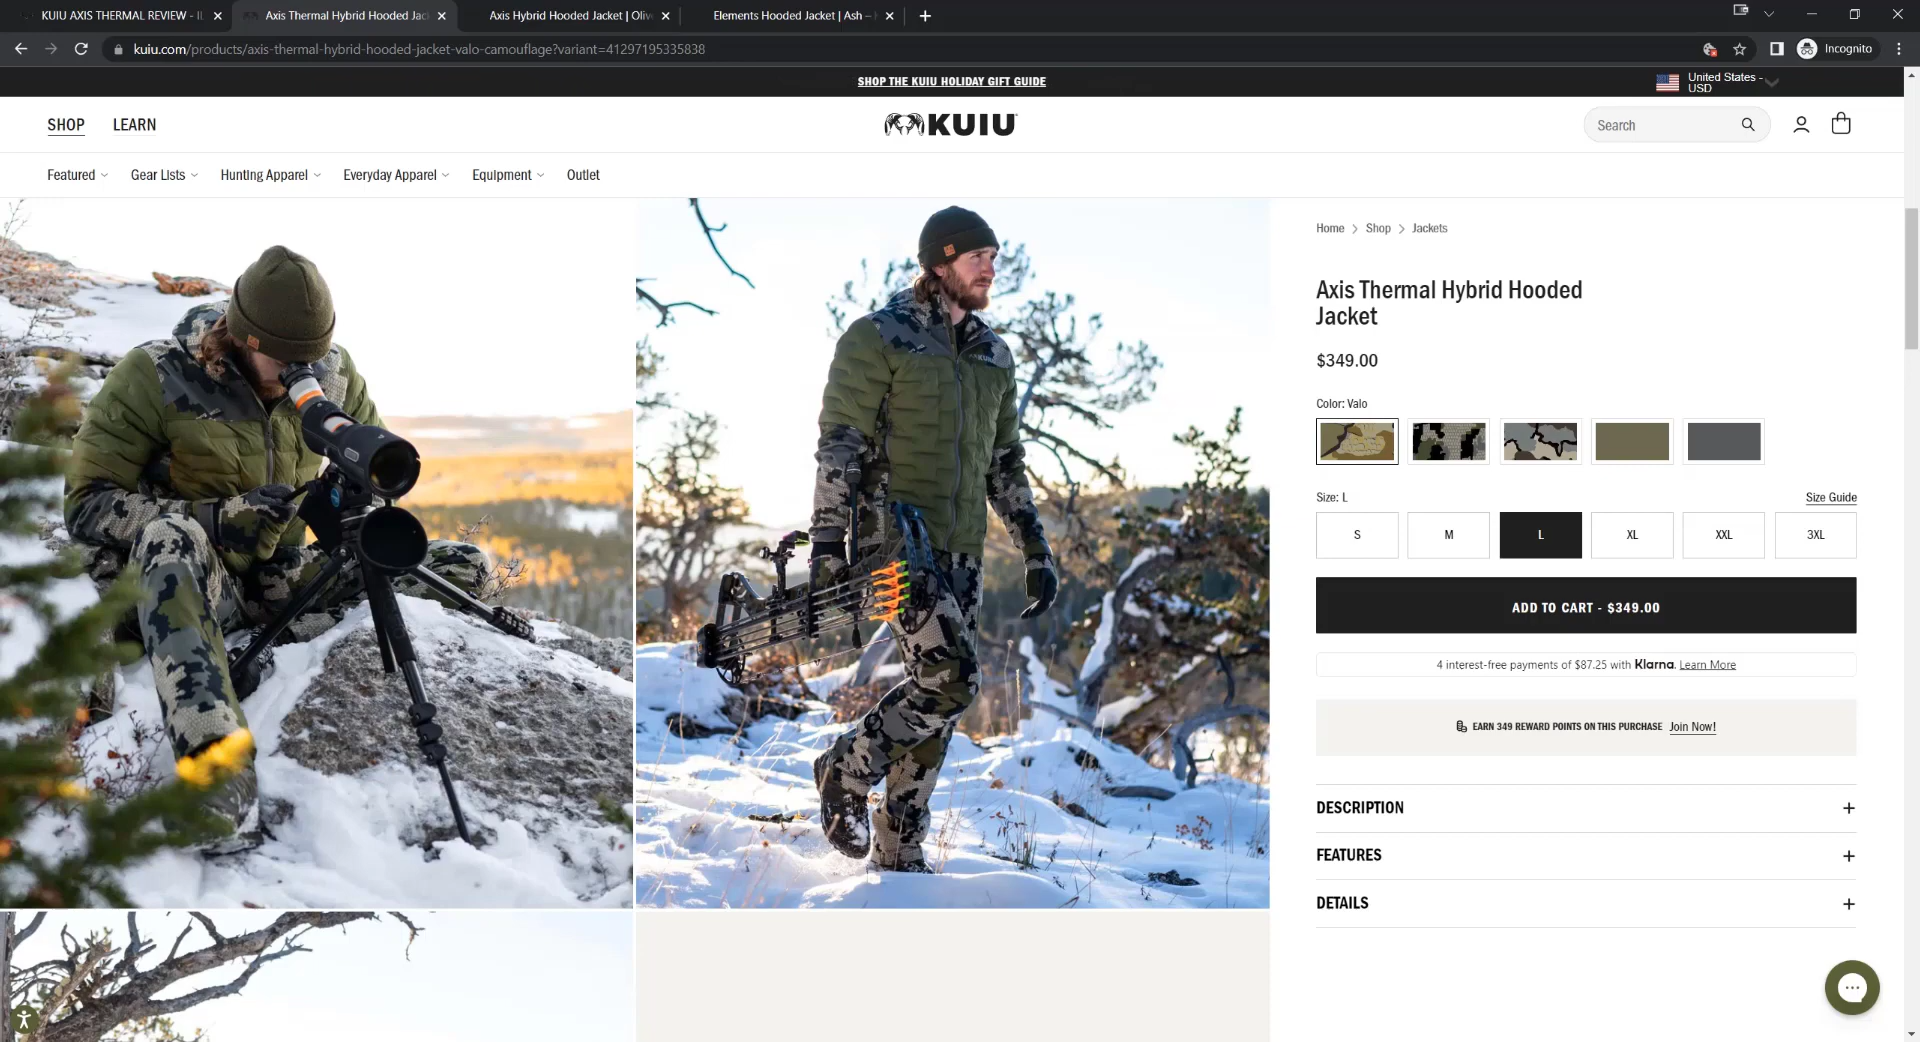 KUIU AXIS THERMAL REVIEW - IL
Axis Thermal Hybrid Hooded Jac
Axis Hybrid Hooded Jacket | Oliv
Elements Hooded Jacket | Ash –
kuiu.com/products/axis-thermal-hybrid-hooded-jacket-valo-camouflage?variant=41297195335838
Incognito
SHOP THE KUIU HOLIDAY GIFT GUIDE
United States -
USD
SHOP
LEARN
KUIU
Search
Featured
Gear Lists
Hunting Apparel
Everyday Apparel
Equipment
Outlet
Home > Shop > Jackets
Axis Thermal Hybrid Hooded
Jacket
$349.00
Color: Valo
Size: L
Size Guide
S
M
L
XL
XXL
3XL
ADD TO CART - $349.00
4 interest-free payments of $87.25 with Klarna. Learn More
EARN 349 REWARD POINTS ON THIS PURCHASE Join Now!
DESCRIPTION
FEATURES
DETAILS
KUIU